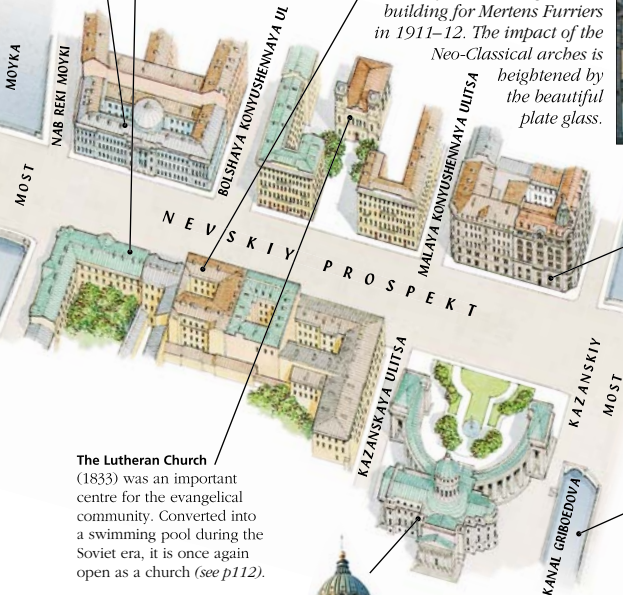 building for Mertens Furriers
in 1911–12. The impact of the
Neo-Classical arches is
heightened by
the beautiful
plate glass.
MOYKA
MOST
NAB REKI MOYKI
BOLSHAYA KONYUSHENNAYA UL
MALAYA KONYUSHENNAYA ULITSA
NEVSKIY PROSPEKT
KAZANSKAYA ULITSA
KAZANSKIY
MOST
KANAL GRIBOEDOVA
The Lutheran Church
(1833) was an important
centre for the evangelical
community. Converted into
a swimming pool during the
Soviet era, it is once again
open as a church (see p112).